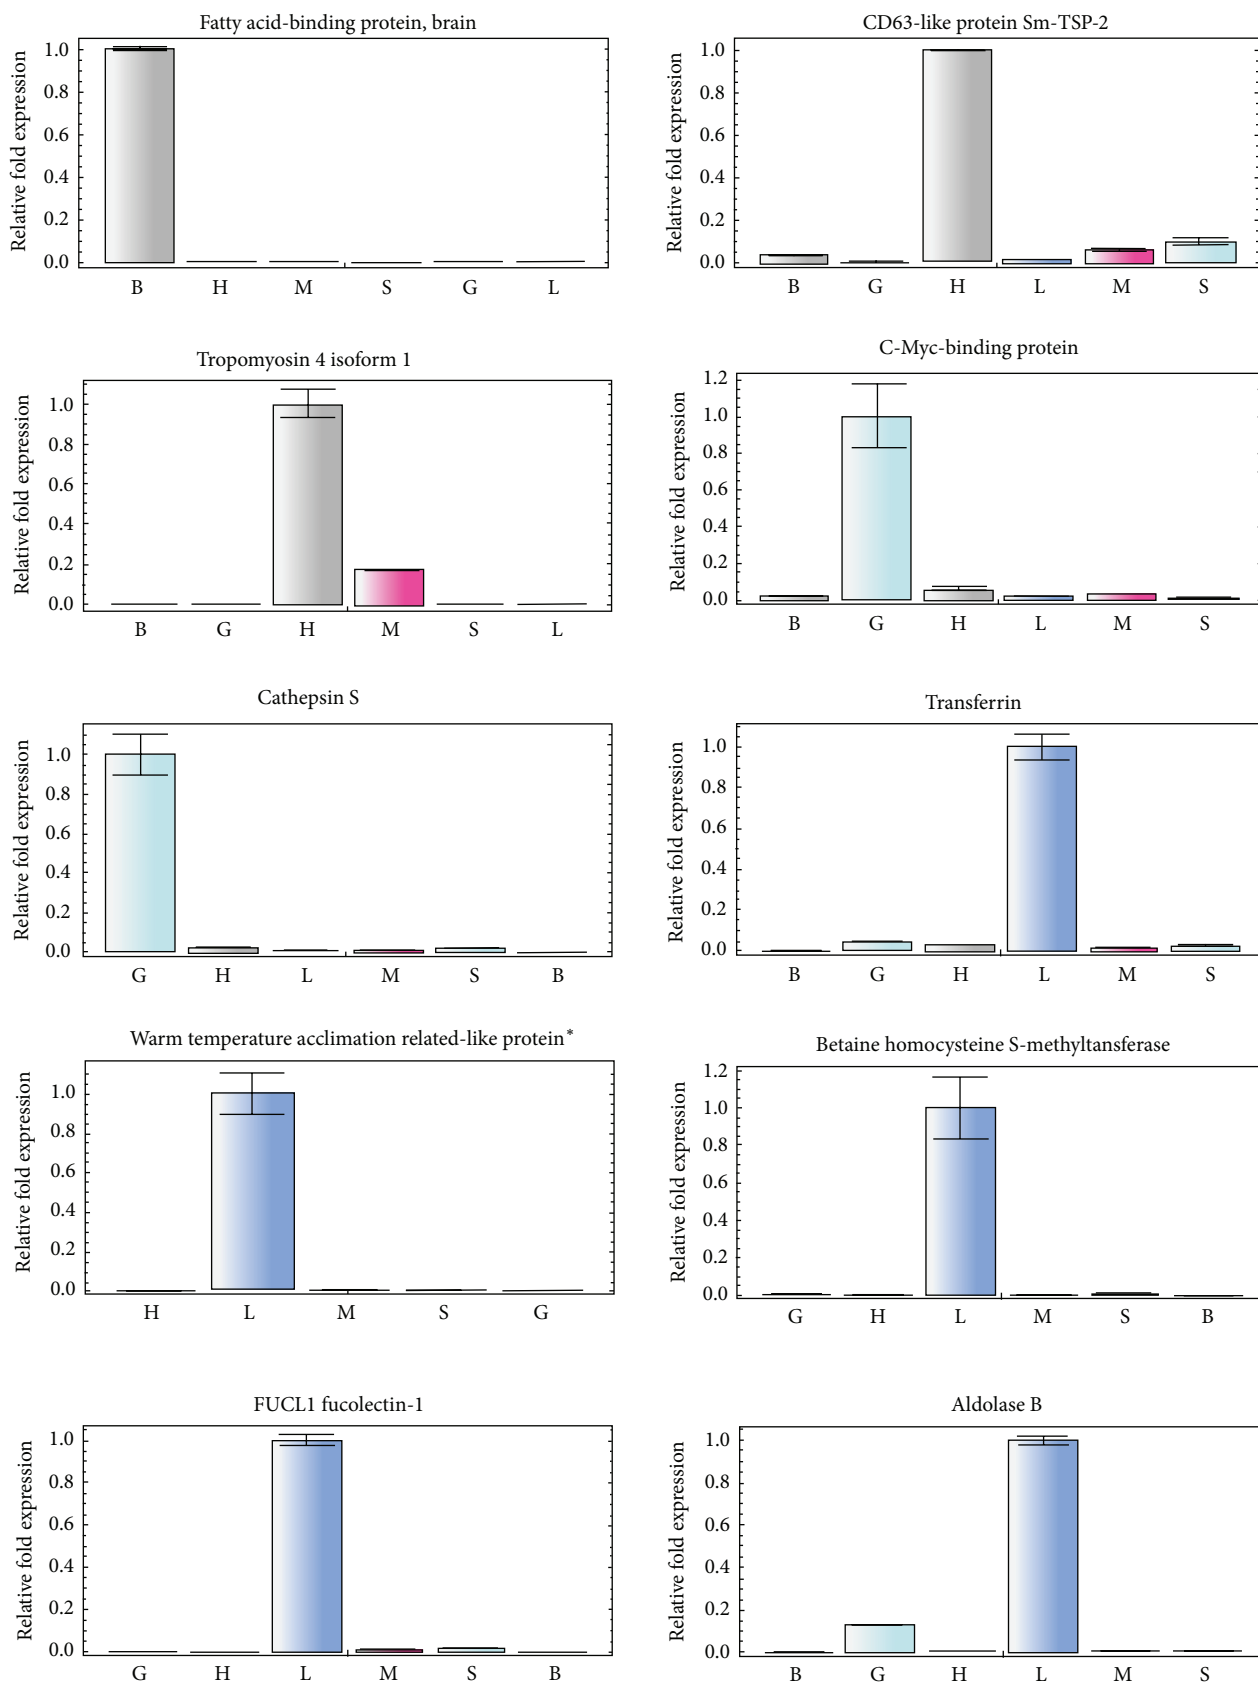 Fatty acid-binding protein, brain
Relative fold expression
1.0
0.8
0.6
0.4
0.2
0.0
B H M S G L
CD63-like protein Sm-TSP-2
Relative fold expression
1.0
0.8
0.6
0.4
0.2
0.0
B G H L M S
Tropomyosin 4 isoform 1
Relative fold expression
1.0
0.8
0.6
0.4
0.2
0.0
B G H M S L
C-Myc-binding protein
Relative fold expression
1.2
1.0
0.8
0.6
0.4
0.2
0.0
B G H L M S
Cathepsin S
Relative fold expression
1.0
0.8
0.6
0.4
0.2
0.0
G H L M S B
Transferrin
Relative fold expression
1.0
0.8
0.6
0.4
0.2
0.0
B G H L M S
Warm temperature acclimation related-like protein*
Relative fold expression
1.0
0.8
0.6
0.4
0.2
0.0
H L M S G
Betaine homocysteine S-methyltansferase
Relative fold expression
1.2
1.0
0.8
0.6
0.4
0.2
0.0
G H L M S B
FUCL1 fucolectin-1
Relative fold expression
1.0
0.8
0.6
0.4
0.2
0.0
G H L M S B
Aldolase B
Relative fold expression
1.0
0.8
0.6
0.4
0.2
0.0
B G H L M S